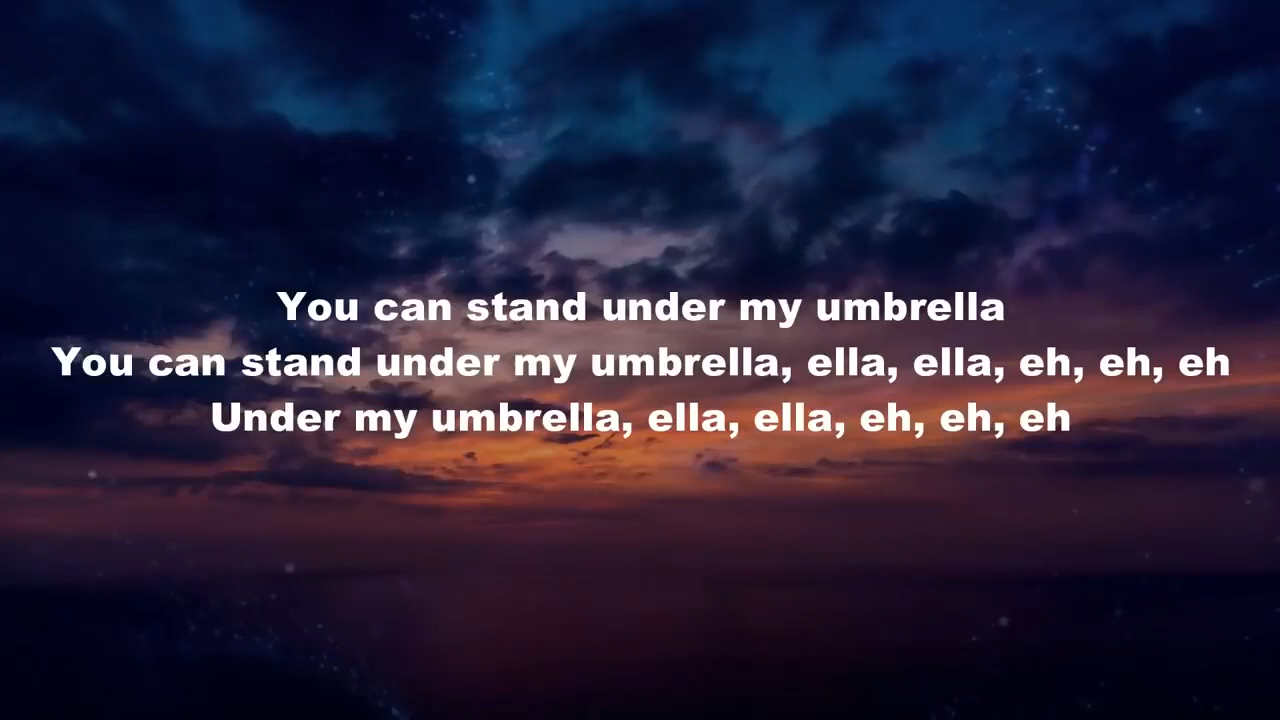 You can stand under my umbrella
You can stand under my umbrella, ella, ella, eh, eh, eh
Under my umbrella, ella, ella, eh, eh, eh